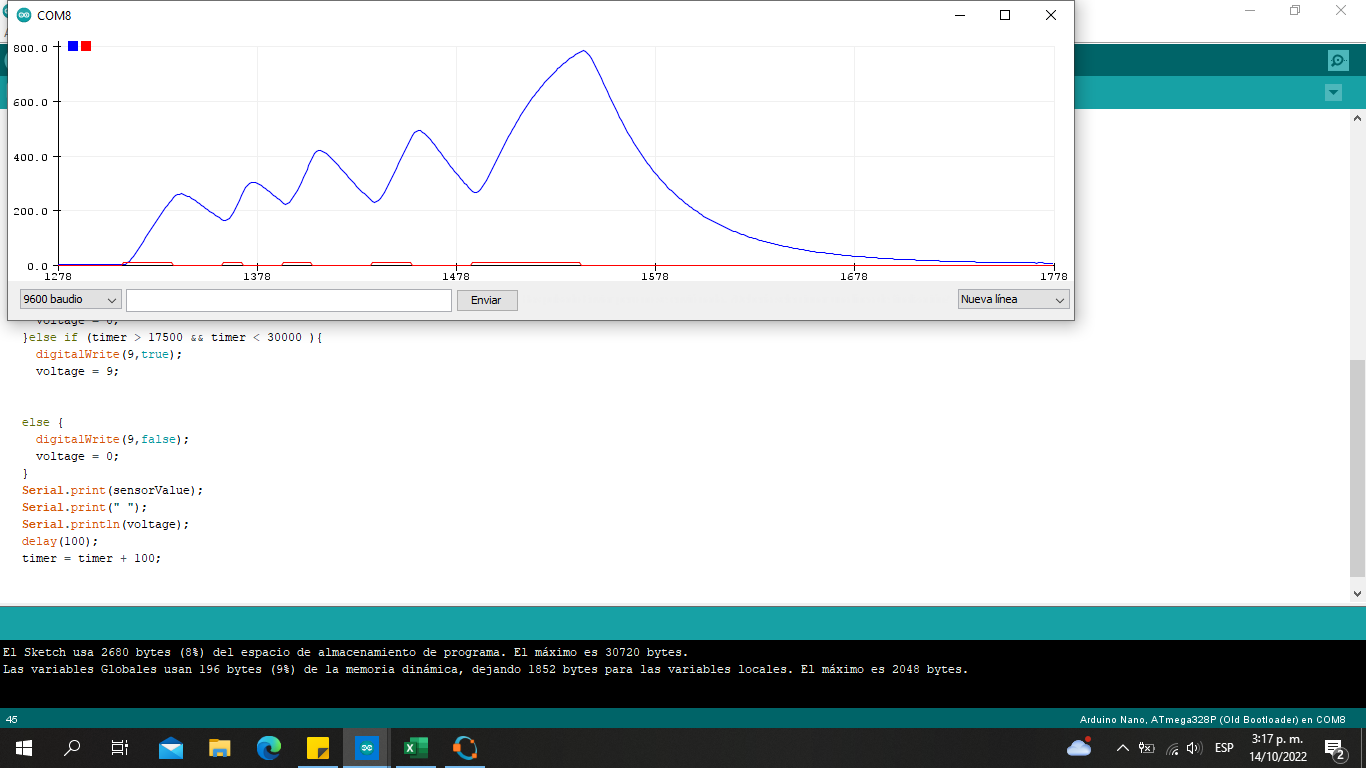 COM8
800.0
600.0
400.0
200.0
0.0
1278 1378 1478 1578 1678 1778
9600 baudio Enviar Nueva línea
voltage = 0;
}else if (timer > 17500 && timer < 30000 ){
digitalWrite(9,true);
voltage = 9;
else {
digitalWrite(9,false);
voltage = 0;
}
Serial.print(sensorValue);
Serial.print(" ");
Serial.println(voltage);
delay(100);
timer = timer + 100;
El Sketch usa 2680 bytes (8%) del espacio de almacenamiento de programa. El máximo es 30720 bytes.
Las variables Globales usan 196 bytes (9%) de la memoria dinámica, dejando 1852 bytes para las variables locales. El máximo es 2048 bytes.
45 Arduino Nano, ATmega328P (Old Bootloader) en COM8
ESP 3:17 p. m.
14/10/2022 2